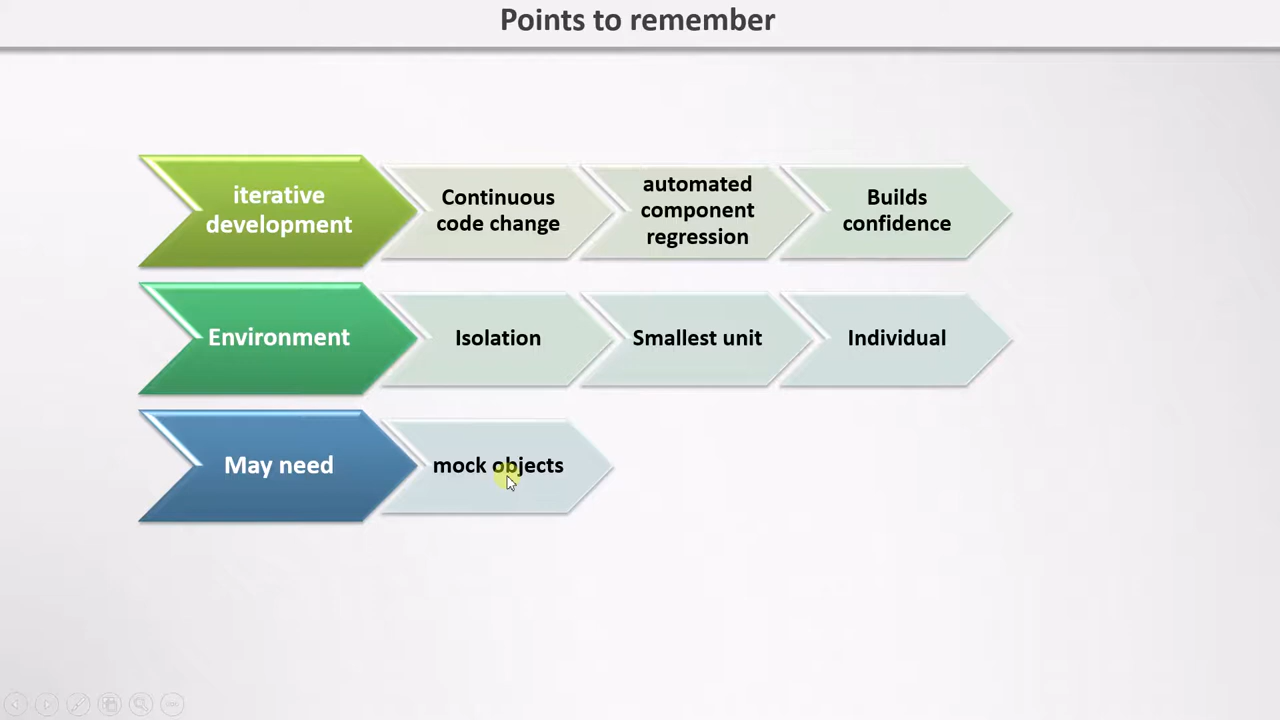 Points to remember
iterative
development
Continuous
code change
automated
component
regression
Builds
confidence
Environment
Isolation
Smallest unit
Individual
May need
mock objects